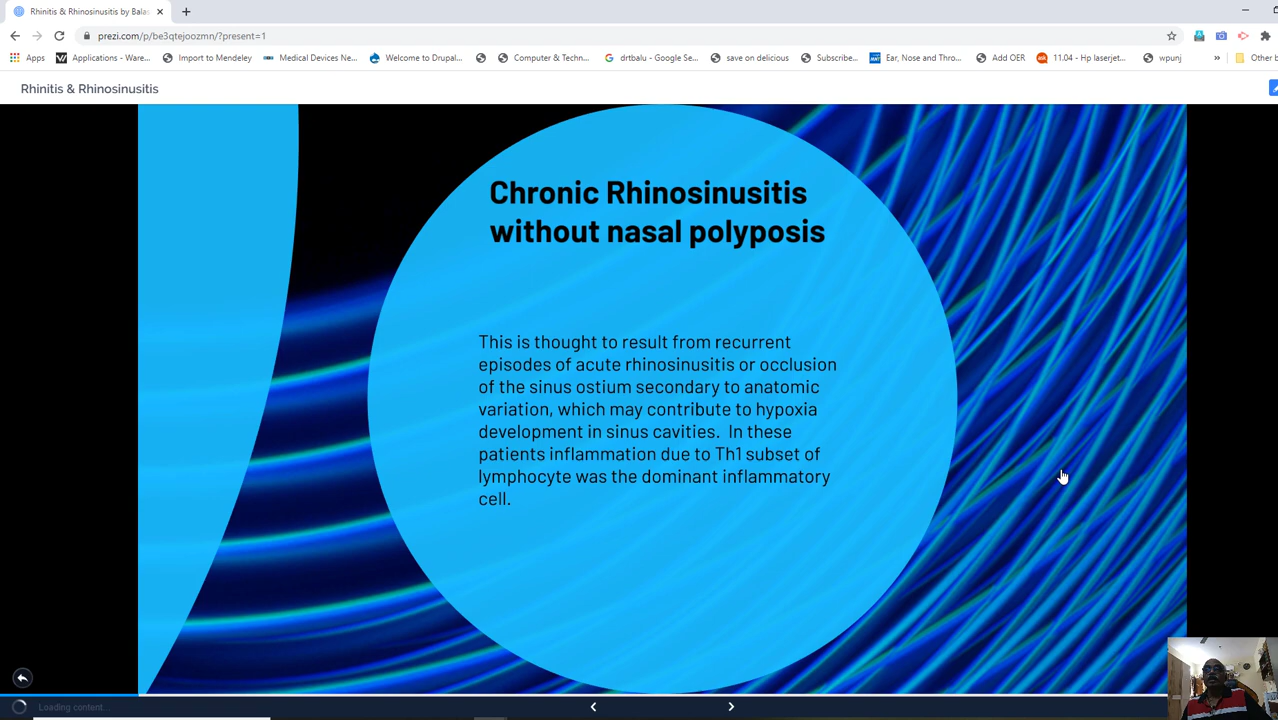 Rhinitis & Rhinosinusitis by Balas
prezi.com/p/be3qtejoozmn/?present=1
Apps Applications - Ware... Import to Mendeley Medical Devices Ne... Welcome to Drupal... Computer & Techn... drtbalu - Google Se... save on delicious Subscribe... Ear, Nose and Thro... Add OER 11.04 - Hp laserjet... wpunj » Other b
Rhinitis & Rhinosinusitis
Chronic Rhinosinusitis
without nasal polyposis
This is thought to result from recurrent
episodes of acute rhinosinusitis or occlusion
of the sinus ostium secondary to anatomic
variation, which may contribute to hypoxia
development in sinus cavities. In these
patients inflammation due to Th1 subset of
lymphocyte was the dominant inflammatory
cell.
Loading content...